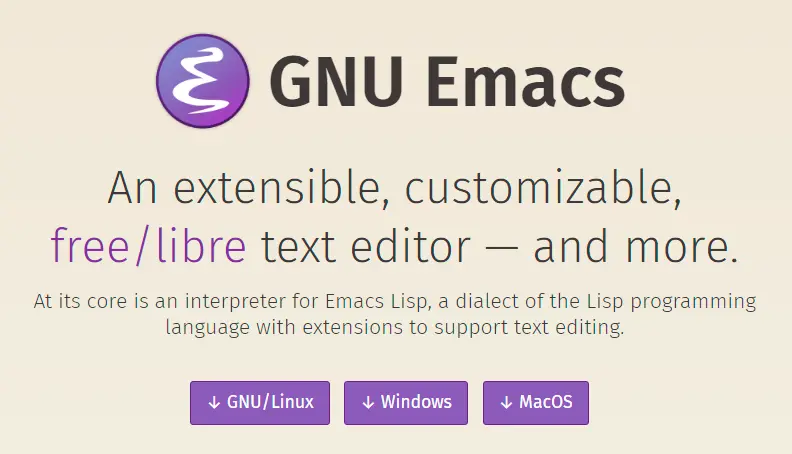 GNU Emacs
An extensible, customizable,
free/libre text editor — and more.
At its core is an interpreter for Emacs Lisp, a dialect of the Lisp programming
language with extensions to support text editing.
↓ GNU/Linux
↓ Windows
↓ MacOS